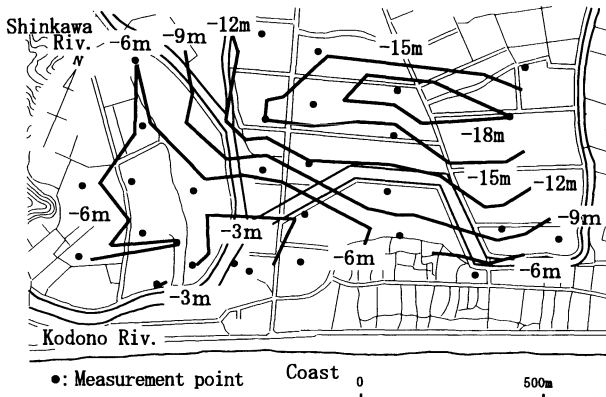 Shinkawa
Riv.
N
-6m
-9m
-12m
-15m
-18m
-15m
-12m
-9m
-6m
-3m
-6m
-6m
-3m
-3m
Kodono Riv.
●: Measurement point
Coast
0
500m